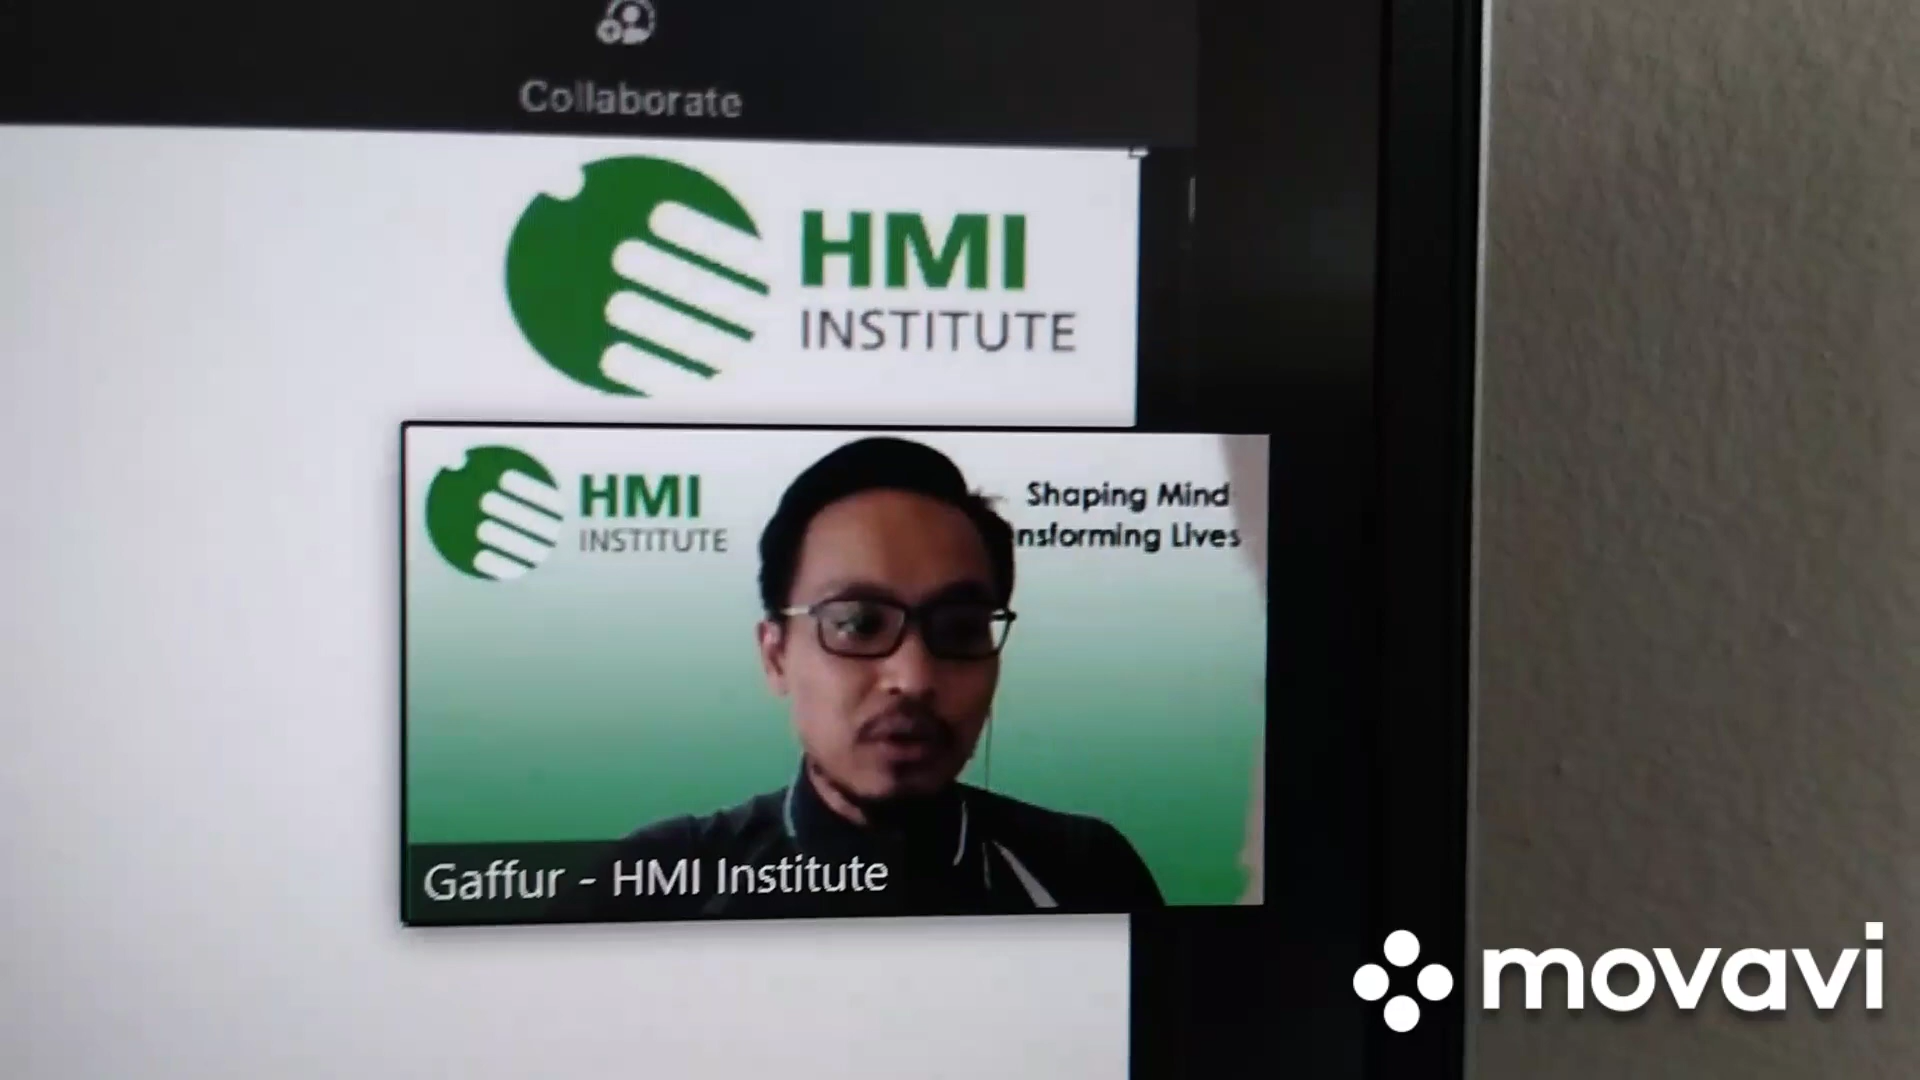 Collaborate
HMI
INSTITUTE
HMI
INSTITUTE
Shaping Mind
nsforming Lives
Gaffur - HMI Institute
movavi